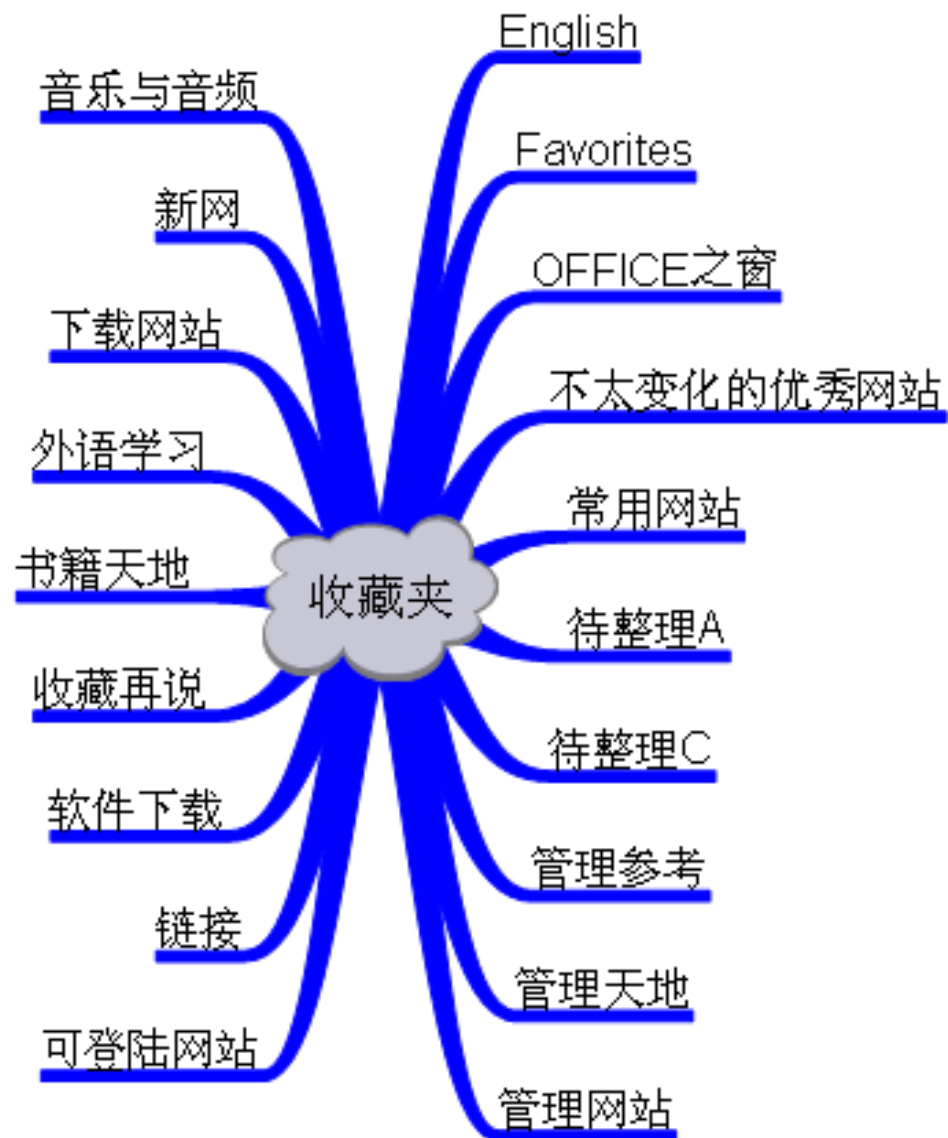 English
音乐与音频
Favorites
新网
OFFICE之窗
下载网站
不太变化的优秀网站
外语学习
常用网站
书籍天地
收藏夹
待整理A
收藏再说
待整理C
软件下载
管理参考
链接
管理天地
可登陆网站
管理网站